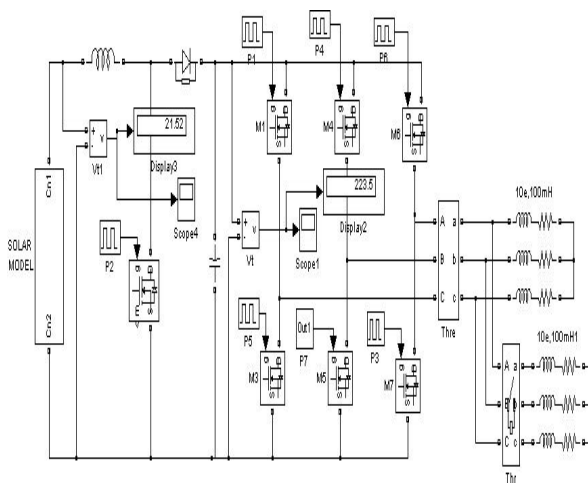 P1
P4
P6
M1
M4
M6
g
D
S
g
D
S
g
D
S
21.52
+
-
v
Vt1
Display3
Scope4
Cn1
SOLAR
MODEL
Cn2
P2
g
D
S
223.5
Display2
+
-
v
Vt
Scope1
A
a
B
b
C
c
Thre
10e,100mH
P5
Out1
P7
P3
M3
M5
M7
g
D
S
g
D
S
g
D
S
10e,100mH1
A
a
B
b
C
c
Thr